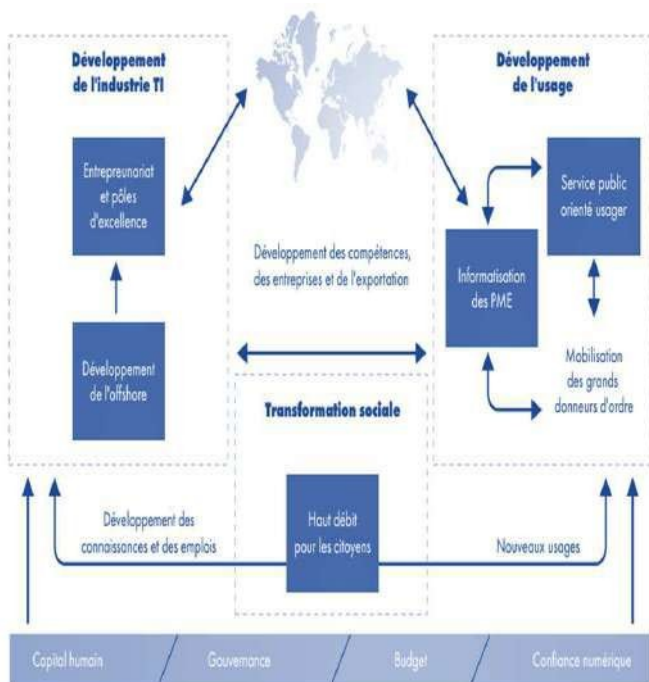 Développement
de l'industrie TI
Entrepreunariat
et pôles
d'excellence
Développement
de l'offshore
Développement des compétences,
des entreprises et de l'exportation
Développement
de l'usage
Service public
orienté usager
Informatisation
des PME
Mobilisation
des grands
donneurs d'ordre
Transformation sociale
Haut débit
pour les citoyens
Développement des
connaissances et des emplois
Nouveaux usages
Capital humain
Gouvernance
Budget
Confiance numérique